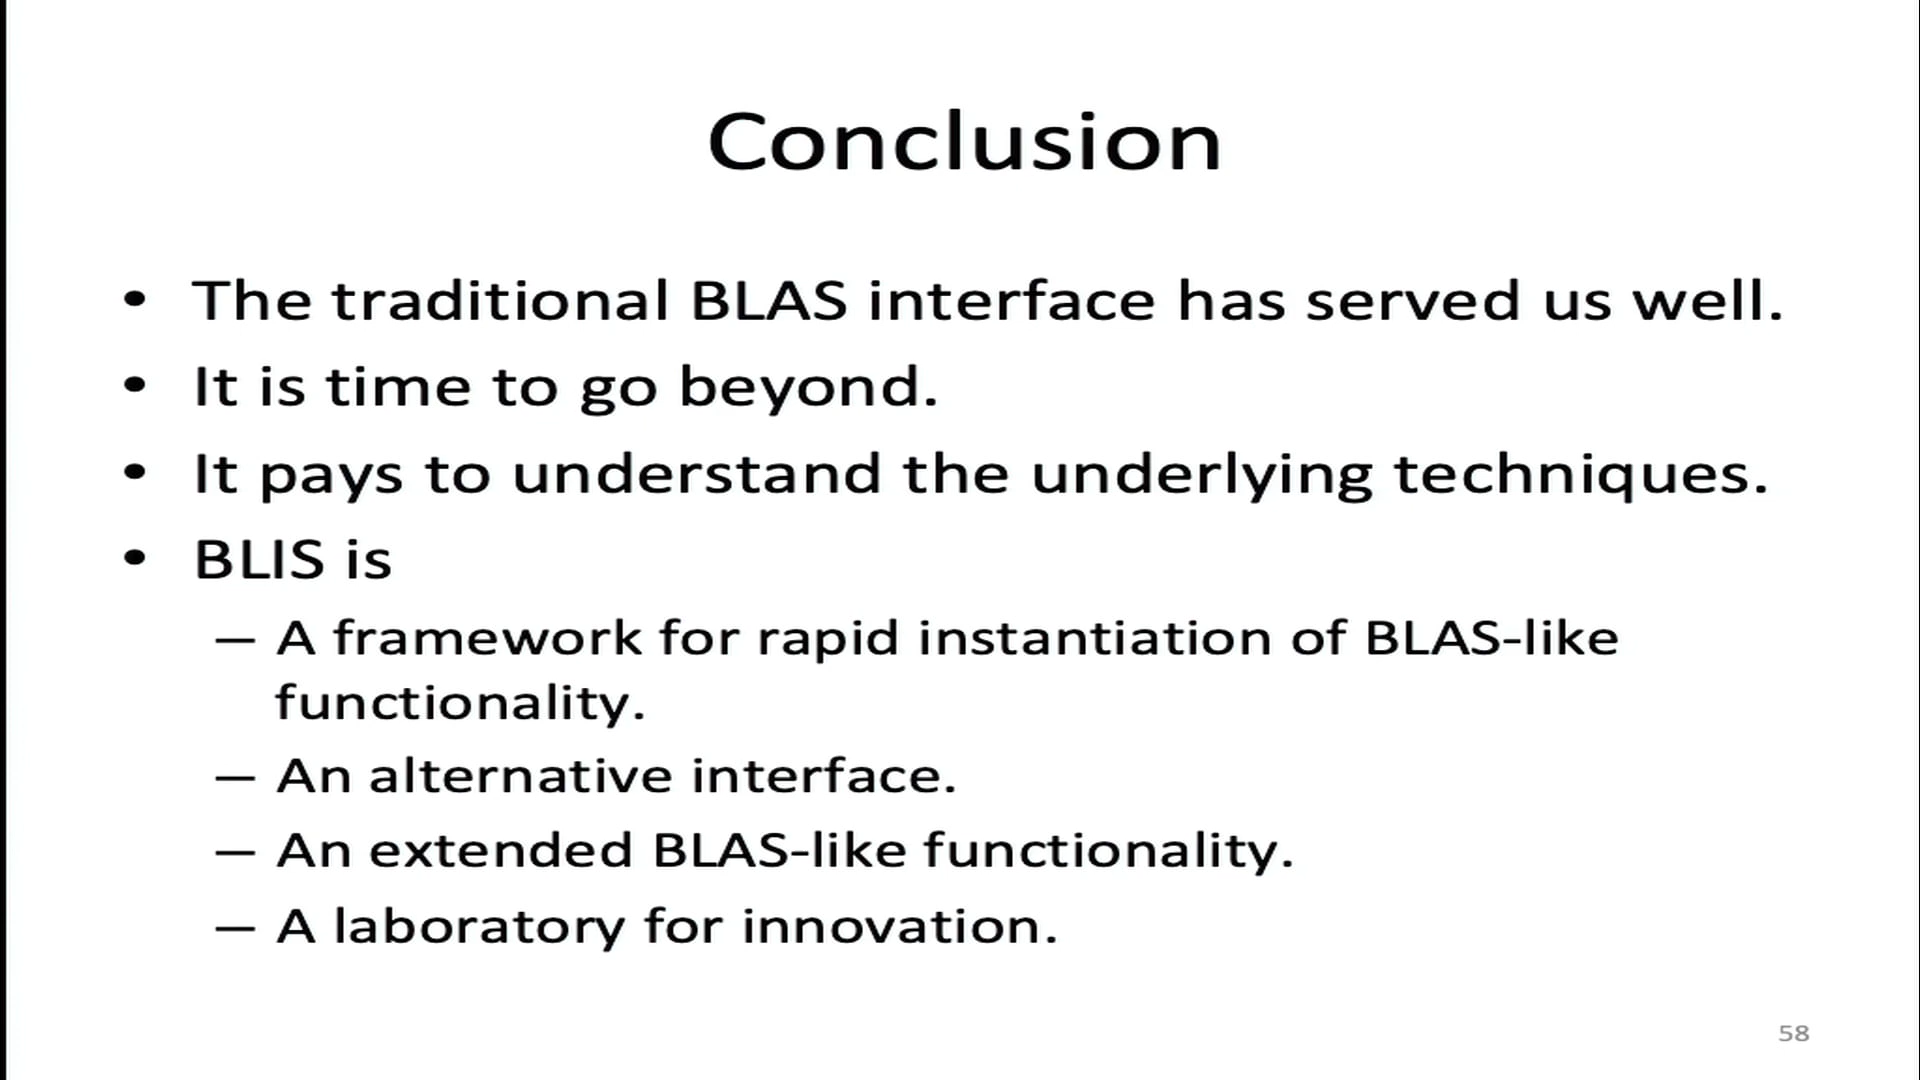 Conclusion
• The traditional BLAS interface has served us well.
• It is time to go beyond.
• It pays to understand the underlying techniques.
• BLIS is
– A framework for rapid instantiation of BLAS-like
functionality.
– An alternative interface.
– An extended BLAS-like functionality.
– A laboratory for innovation.
58